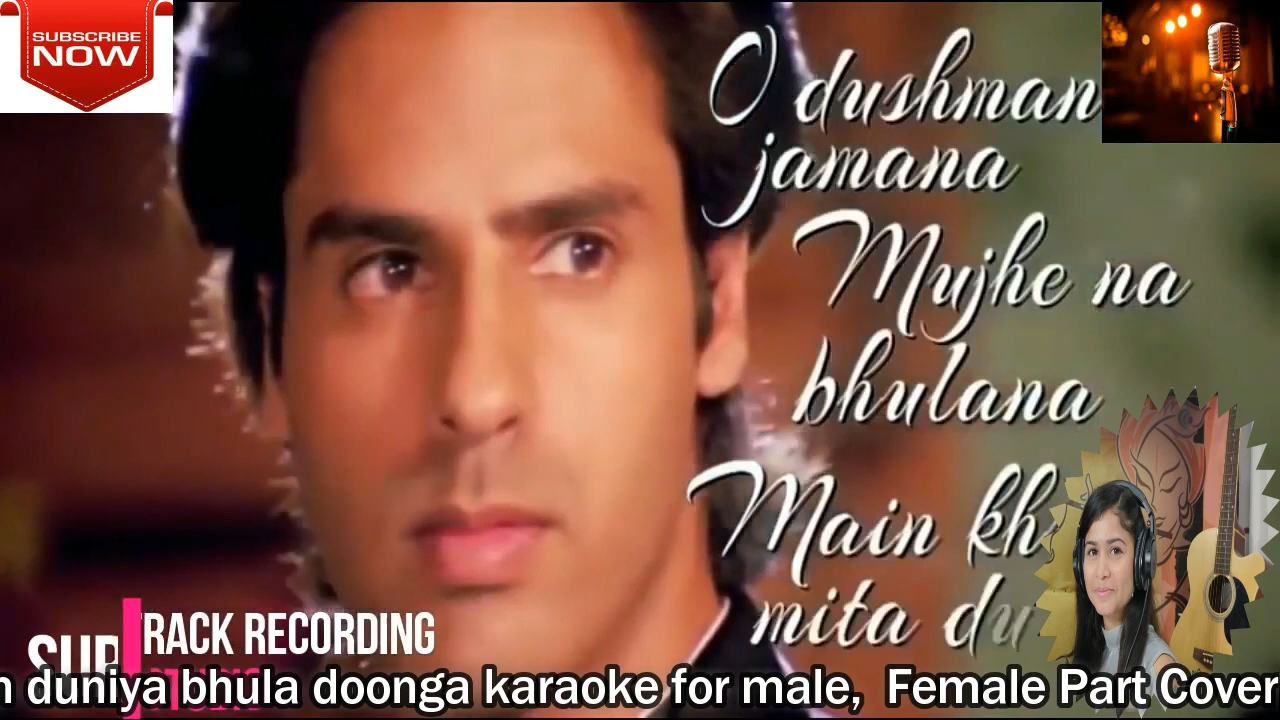 SUBSCRIBE
NOW
O dushman
jamana
Mujhe na
bhulana
Main kh
mita du
SUP
RACK RECORDING
n duniya bhula doonga karaoke for male, Female Part Cover